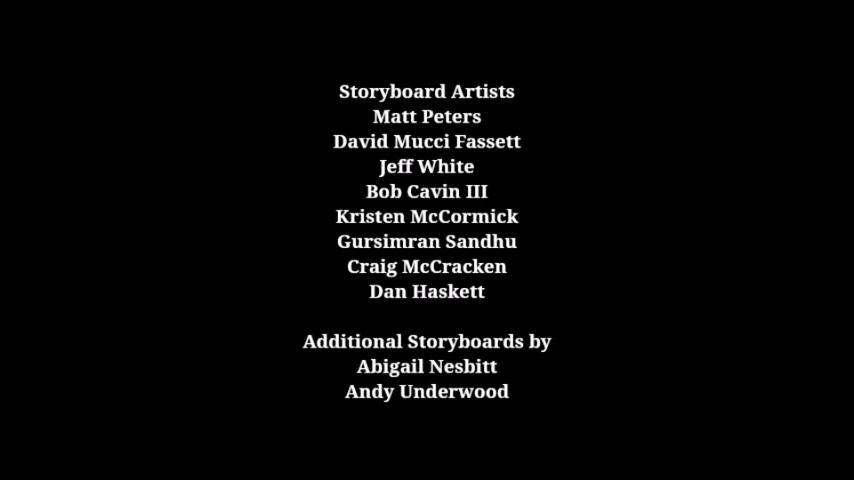 Storyboard Artists
Matt Peters
David Mucci Fassett
Jeff White
Bob Cavin III
Kristen McCormick
Gursimran Sandhu
Craig McCracken
Dan Haskett
Additional Storyboards by
Abigail Nesbitt
Andy Underwood